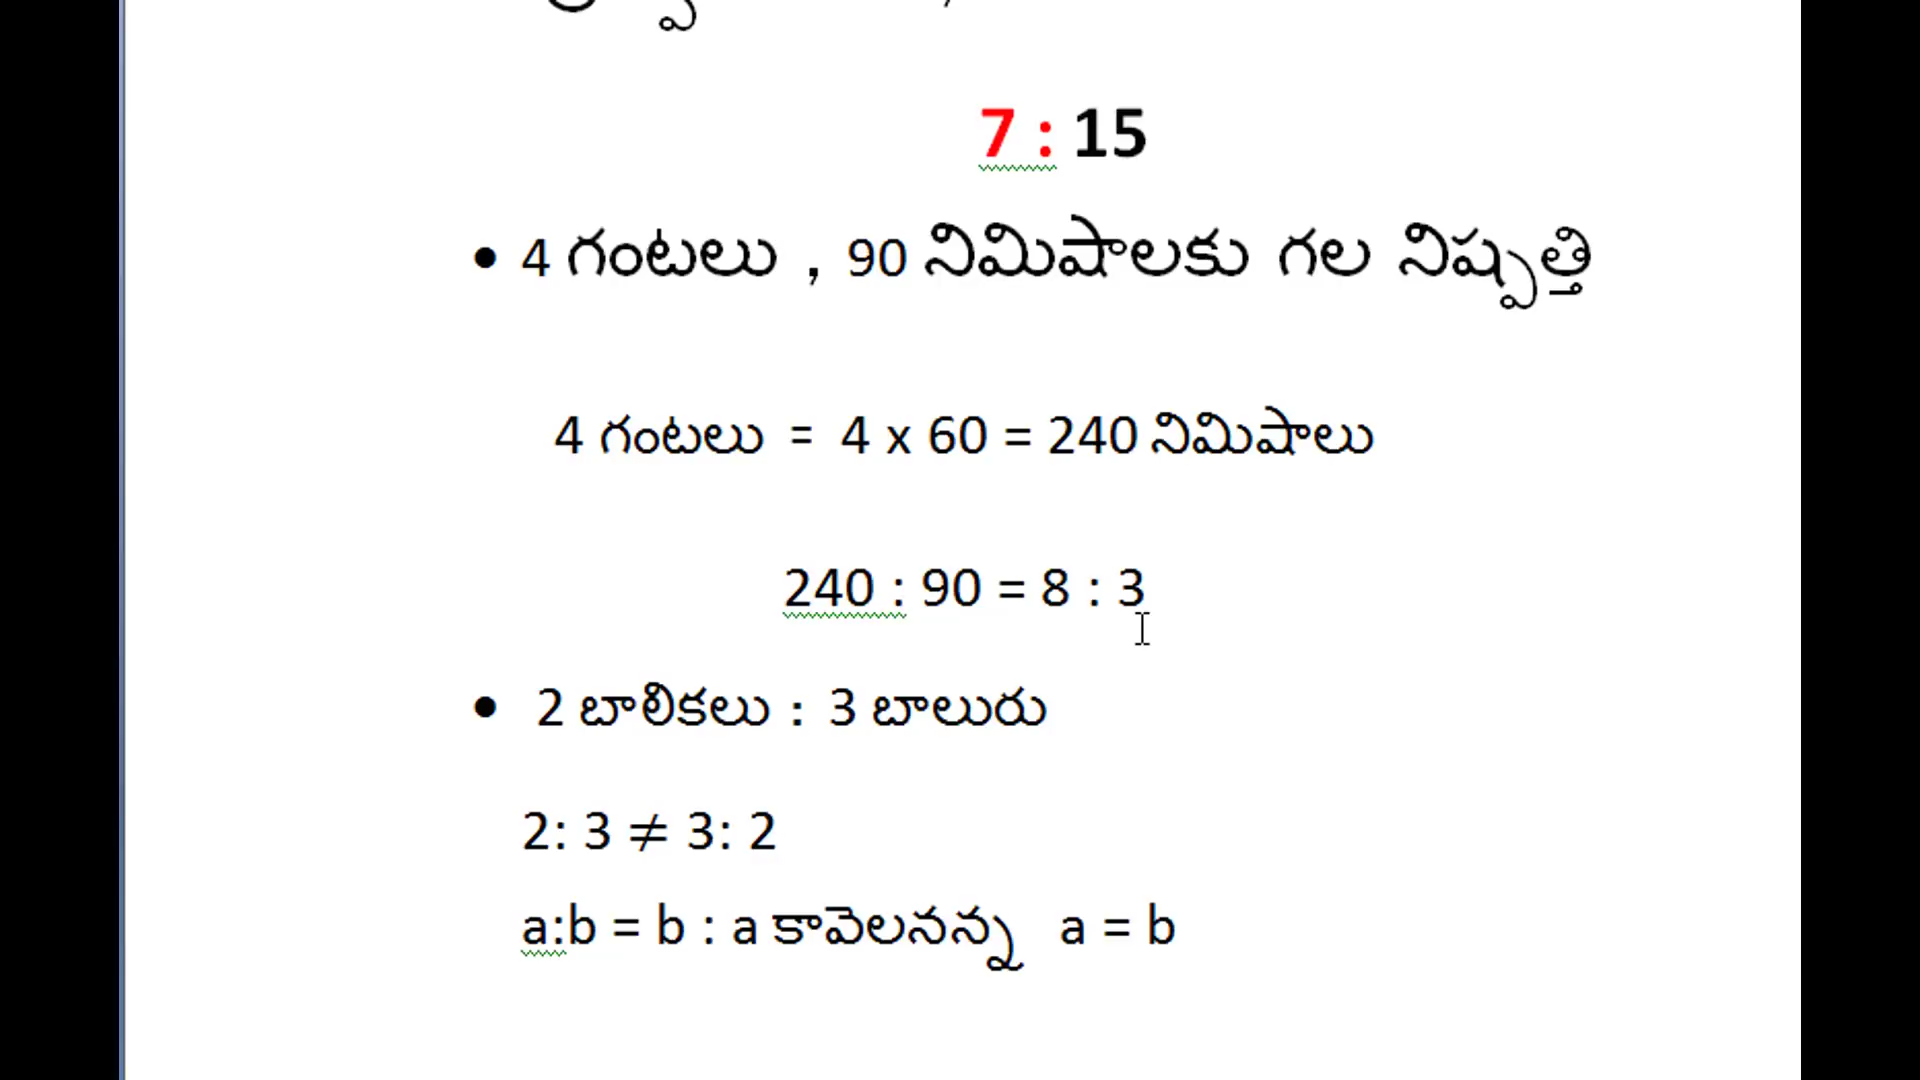 7 : 15
• 4 గంటలు , 90 నిమిషాలకు గల నిష్పత్తి
4 గంటలు = 4 x 60 = 240 నిమిషాలు
240 : 90 = 8 : 3
• 2 బాలికలు : 3 బాలురు
2: 3 ≠ 3: 2
a:b = b : a కావెలనన్న a = b